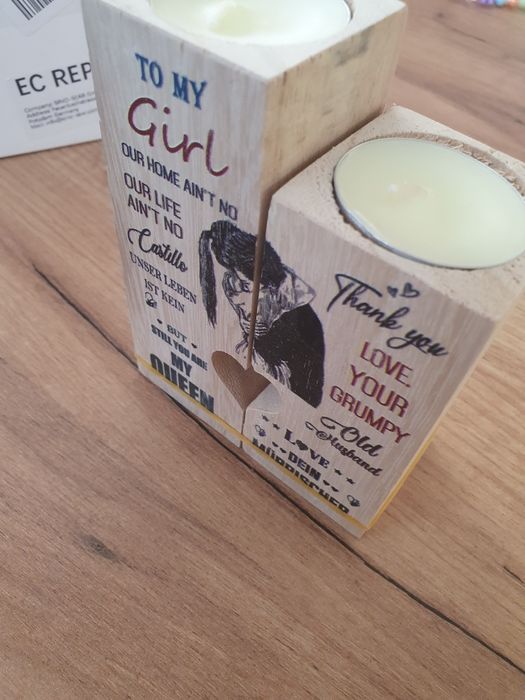 EC REP
TO MY
Girl
OUR HOME AIN'T NO
OUR LIFE
AIN'T NO
Castillo
UNSER LEBEN
IST KEIN
BUT
STILL YOU ARE
MY
QUEEN
Thank you
LOVE.
YOUR
GRUMPY
Old
Husband
LOVE
DEIN
MÜRRISCHER